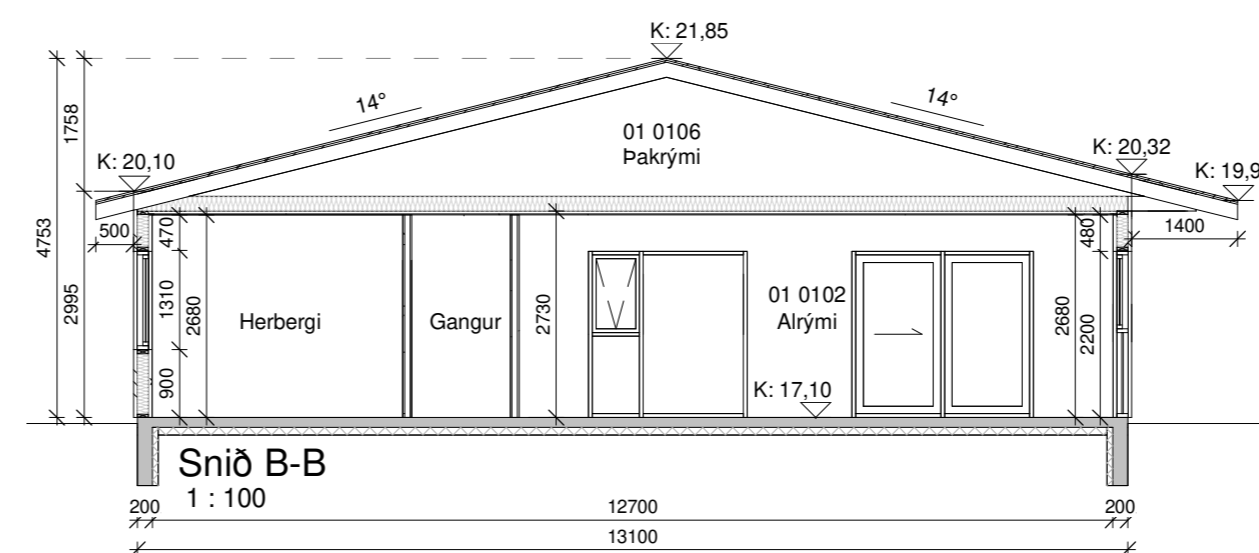 K: 21,85
14°
14°
01 0106
Þakrými
K: 20,10
K: 20,32
K: 19,9
1758
4753
2995
500
470
1310
900
2680
2730
480
2680
2200
1400
Herbergi
Gangur
01 0102
Alrými
K: 17,10
Snið B-B
1 : 100
200
12700
200
13100